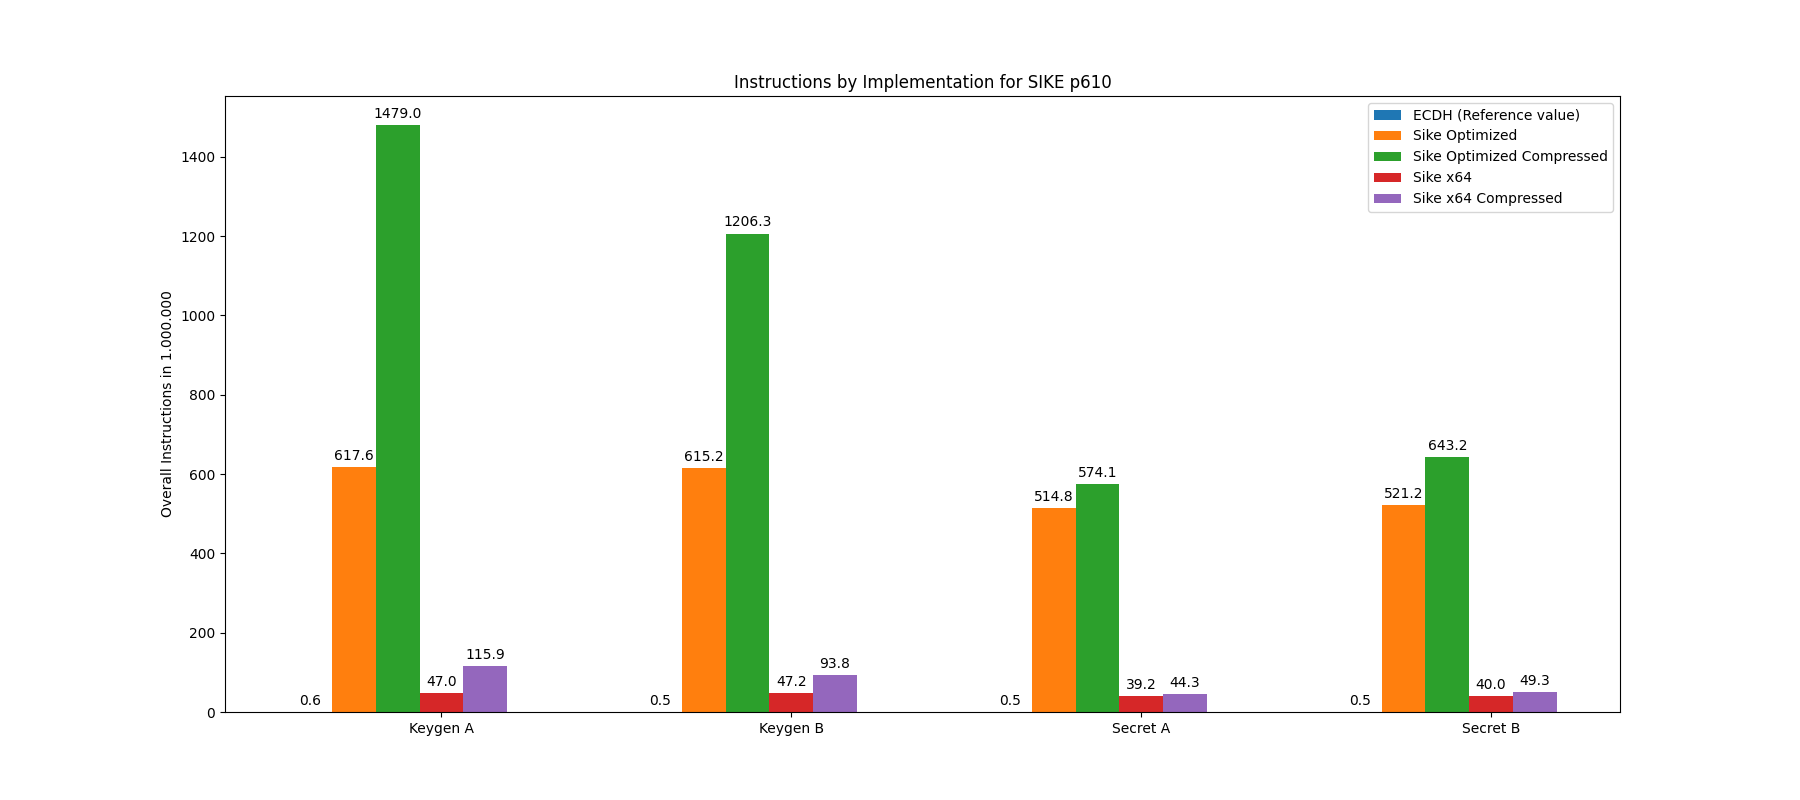 Instructions by Implementation for SIKE p610
ECDH (Reference value)
Sike Optimized
Sike Optimized Compressed
Sike x64
Sike x64 Compressed
Overall Instructions in 1.000.000
1400
1200
1000
800
600
400
200
0
0.6
617.6
1479.0
47.0
115.9
0.5
615.2
1206.3
47.2
93.8
0.5
514.8
574.1
39.2
44.3
0.5
521.2
643.2
40.0
49.3
Keygen A
Keygen B
Secret A
Secret B